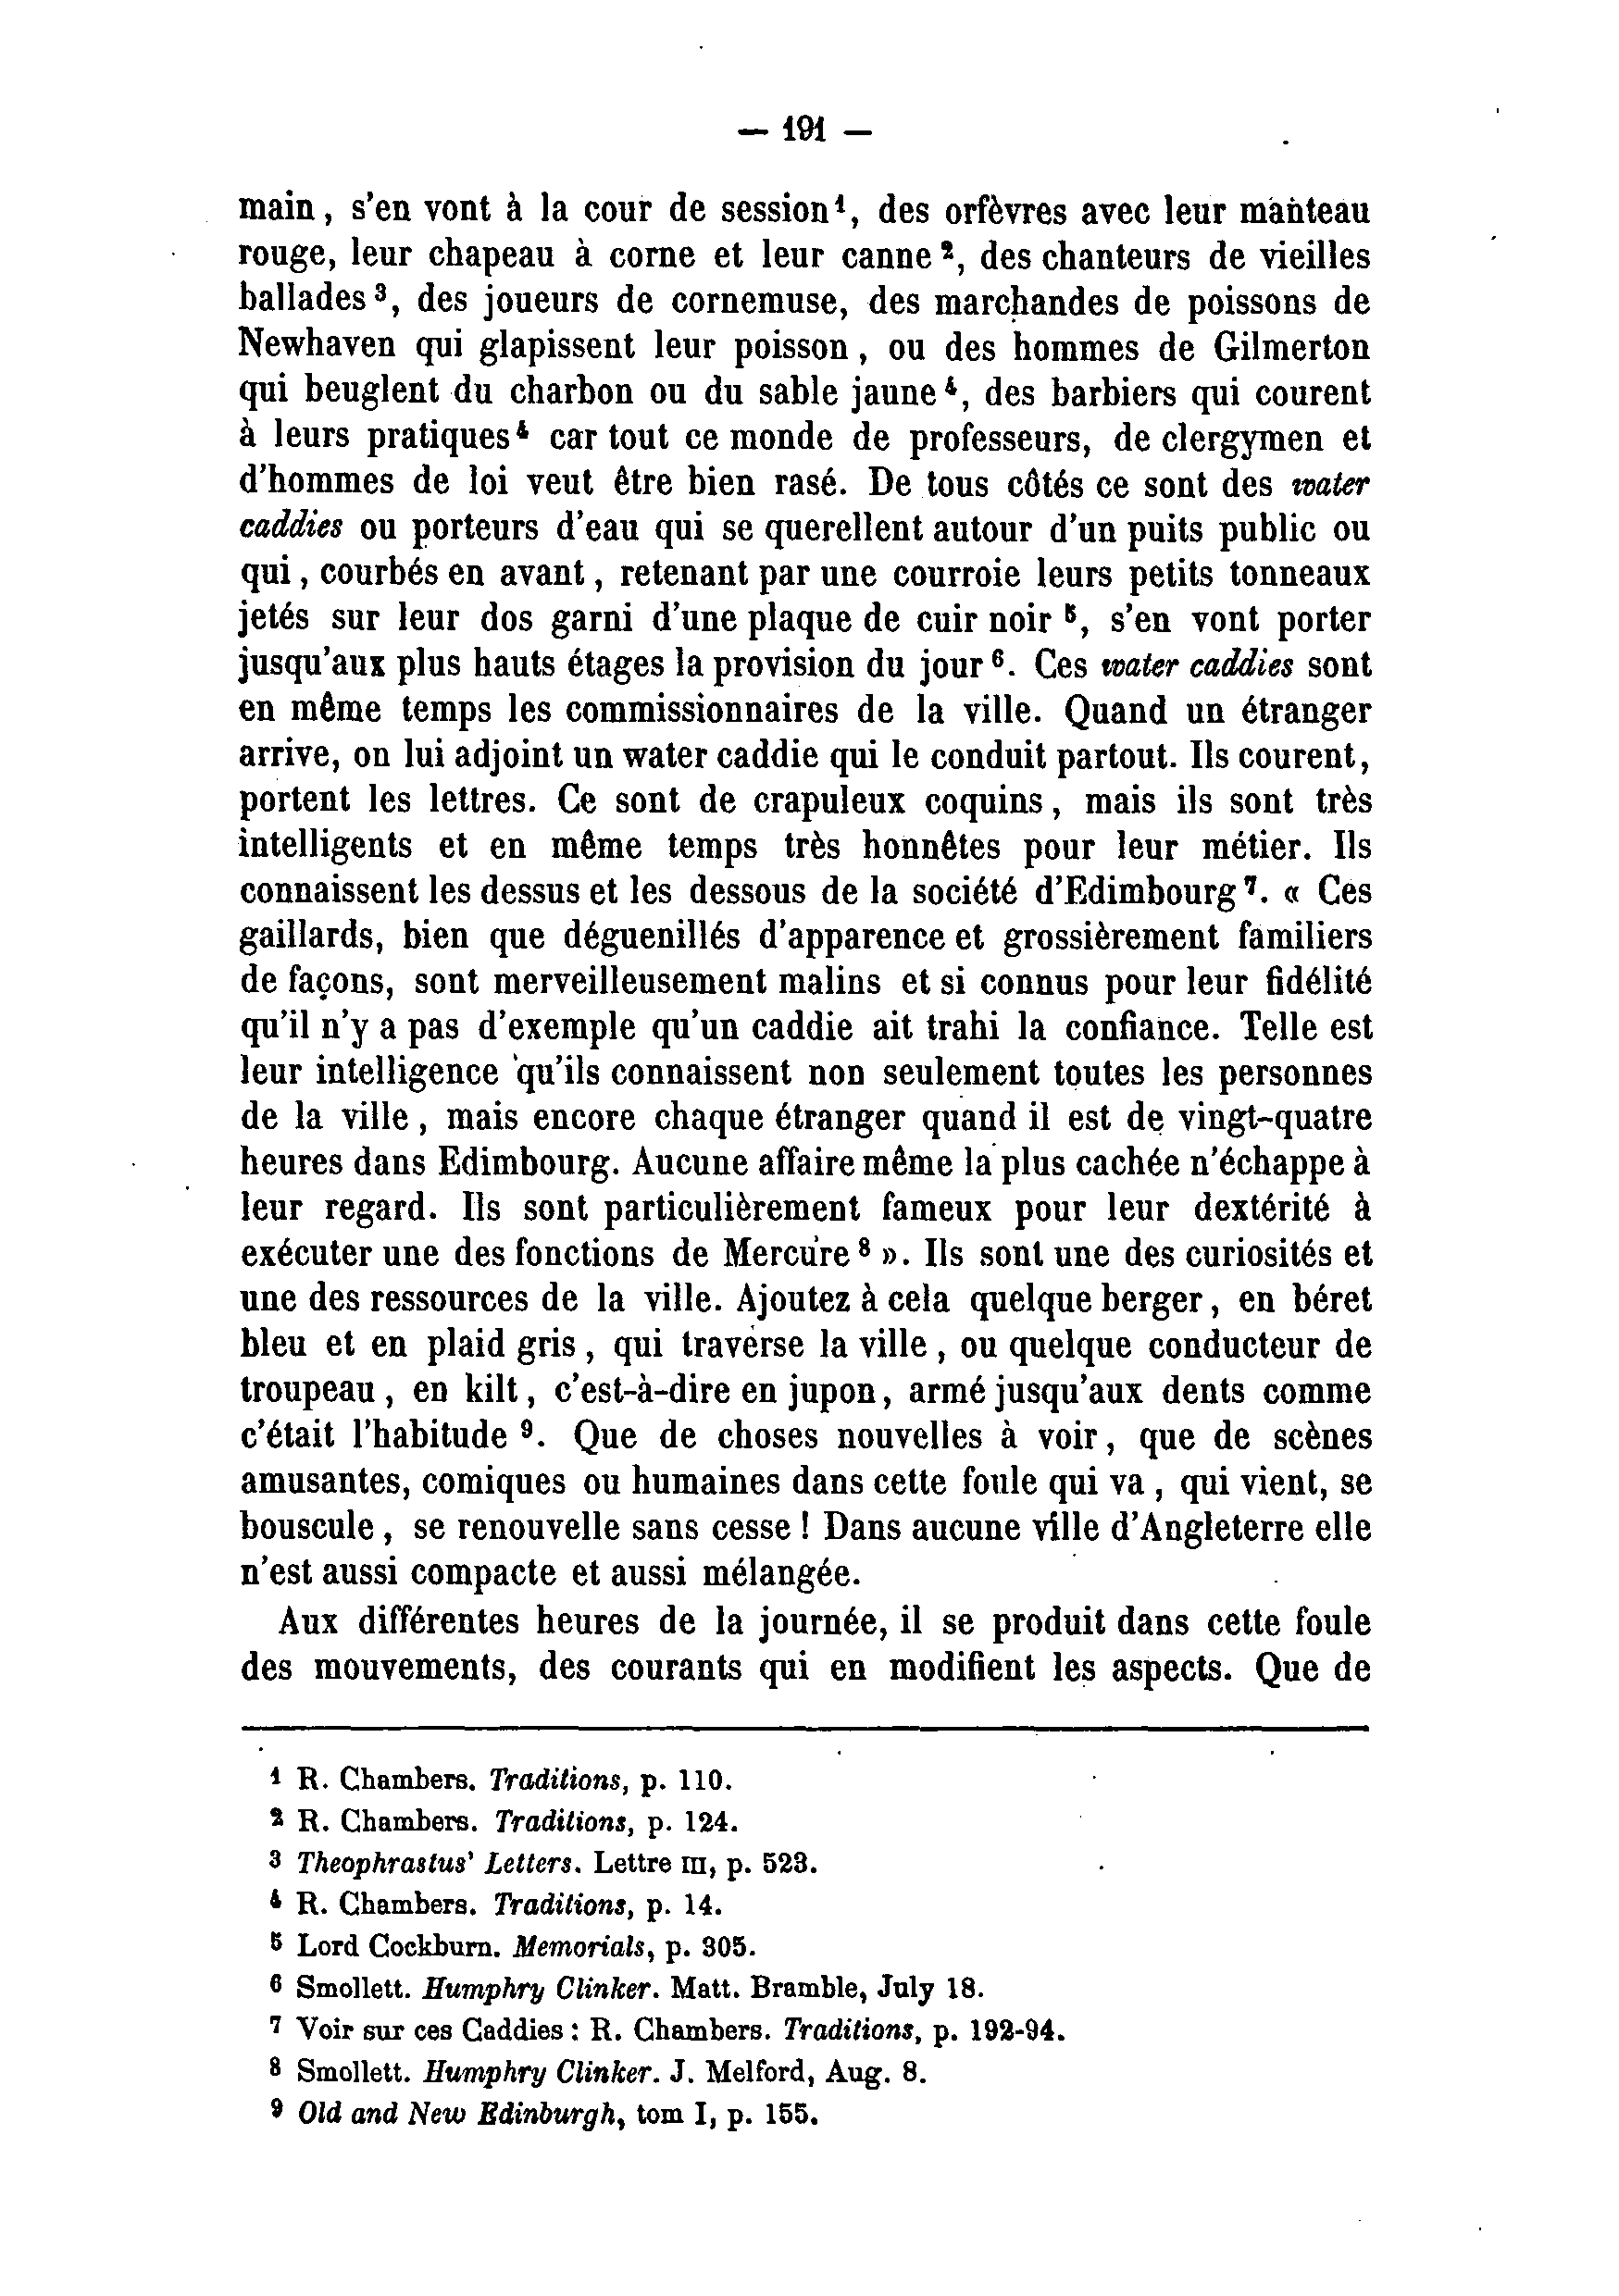 — 191 —
main, s'en vont à la cour de session¹, des orfèvres avec leur manteau
rouge, leur chapeau à corne et leur canne², des chanteurs de vieilles
ballades³, des joueurs de cornemuse, des marchandes de poissons de
Newhaven qui glapissent leur poisson, ou des hommes de Gilmerton
qui beuglent du charbon ou du sable jaune⁴, des barbiers qui courent
à leurs pratiques⁴ car tout ce monde de professeurs, de clergymen et
d'hommes de loi veut être bien rasé. De tous côtés ce sont des water
caddies ou porteurs d'eau qui se querellent autour d'un puits public ou
qui, courbés en avant, retenant par une courroie leurs petits tonneaux
jetés sur leur dos garni d'une plaque de cuir noir⁵, s'en vont porter
jusqu'aux plus hauts étages la provision du jour⁶. Ces water caddies sont
en même temps les commissionnaires de la ville. Quand un étranger
arrive, on lui adjoint un water caddie qui le conduit partout. Ils courent,
portent les lettres. Ce sont de crapuleux coquins, mais ils sont très
intelligents et en même temps très honnêtes pour leur métier. Ils
connaissent les dessus et les dessous de la société d'Edimbourg⁷. « Ces
gaillards, bien que déguenillés d'apparence et grossièrement familiers
de façons, sont merveilleusement malins et si connus pour leur fidélité
qu'il n'y a pas d'exemple qu'un caddie ait trahi la confiance. Telle est
leur intelligence qu'ils connaissent non seulement toutes les personnes
de la ville, mais encore chaque étranger quand il est de vingt-quatre
heures dans Edimbourg. Aucune affaire même la plus cachée n'échappe à
leur regard. Ils sont particulièrement fameux pour leur dextérité à
exécuter une des fonctions de Mercure⁸ ». Ils sont une des curiosités et
une des ressources de la ville. Ajoutez à cela quelque berger, en béret
bleu et en plaid gris, qui traverse la ville, ou quelque conducteur de
troupeau, en kilt, c'est-à-dire en jupon, armé jusqu'aux dents comme
c'était l'habitude⁹. Que de choses nouvelles à voir, que de scènes
amusantes, comiques ou humaines dans cette foule qui va, qui vient, se
bouscule, se renouvelle sans cesse ! Dans aucune ville d'Angleterre elle
n'est aussi compacte et aussi mélangée.
Aux différentes heures de la journée, il se produit dans cette foule
des mouvements, des courants qui en modifient les aspects. Que de
¹ R. Chambers. Traditions, p. 110.
² R. Chambers. Traditions, p. 124.
³ Theophrastus' Letters. Lettre III, p. 523.
⁴ R. Chambers. Traditions, p. 14.
⁵ Lord Cockburn. Memorials, p. 305.
⁶ Smollett. Humphry Clinker. Matt. Bramble, July 18.
⁷ Voir sur ces Caddies : R. Chambers. Traditions, p. 192-94.
⁸ Smollett. Humphry Clinker. J. Melford, Aug. 8.
⁹ Old and New Edinburgh, tom I, p. 155.